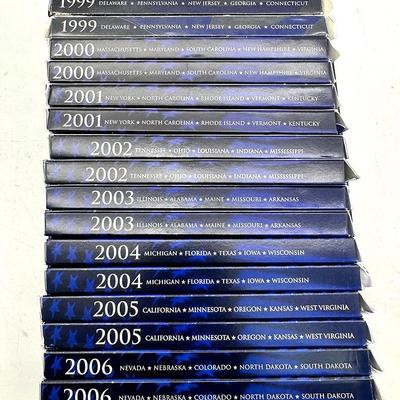 1999 DELAWARE ★ PENNSYLVANIA ★ NEW JERSEY ★ GEORGIA ★ CONNECTICUT
1999 DELAWARE ★ PENNSYLVANIA ★ NEW JERSEY ★ GEORGIA ★ CONNECTICUT
2000 MASSACHUSETTS ★ MARYLAND ★ SOUTH CAROLINA ★ NEW HAMPSHIRE ★ VIRGINIA
2000 MASSACHUSETTS ★ MARYLAND ★ SOUTH CAROLINA ★ NEW HAMPSHIRE ★ VIRGINIA
2001 NEW YORK ★ NORTH CAROLINA ★ RHODE ISLAND ★ VERMONT ★ KENTUCKY
2001 NEW YORK ★ NORTH CAROLINA ★ RHODE ISLAND ★ VERMONT ★ KENTUCKY
2002 TENNESSEE ★ OHIO ★ LOUISIANA ★ INDIANA ★ MISSISSIPPI
2002 TENNESSEE ★ OHIO ★ LOUISIANA ★ INDIANA ★ MISSISSIPPI
2003 ILLINOIS ★ ALABAMA ★ MAINE ★ MISSOURI ★ ARKANSAS
2003 ILLINOIS ★ ALABAMA ★ MAINE ★ MISSOURI ★ ARKANSAS
2004 MICHIGAN ★ FLORIDA ★ TEXAS ★ IOWA ★ WISCONSIN
2004 MICHIGAN ★ FLORIDA ★ TEXAS ★ IOWA ★ WISCONSIN
2005 CALIFORNIA ★ MINNESOTA ★ OREGON ★ KANSAS ★ WEST VIRGINIA
2005 CALIFORNIA ★ MINNESOTA ★ OREGON ★ KANSAS ★ WEST VIRGINIA
2006 NEVADA ★ NEBRASKA ★ COLORADO ★ NORTH DAKOTA ★ SOUTH DAKOTA
2006 NEVADA ★ NEBRASKA ★ COLORADO ★ NORTH DAKOTA ★ SOUTH DAKOTA